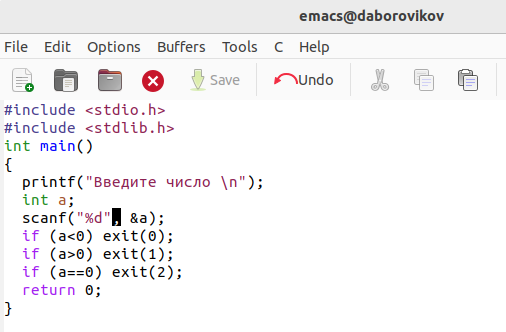 emacs@daborovikov
File Edit Options Buffers Tools C Help
Save Undo
#include <stdio.h>
#include <stdlib.h>
int main()
{
  printf("Введите число \n");
  int a;
  scanf("%d", &a);
  if (a<0) exit(0);
  if (a>0) exit(1);
  if (a==0) exit(2);
  return 0;
}